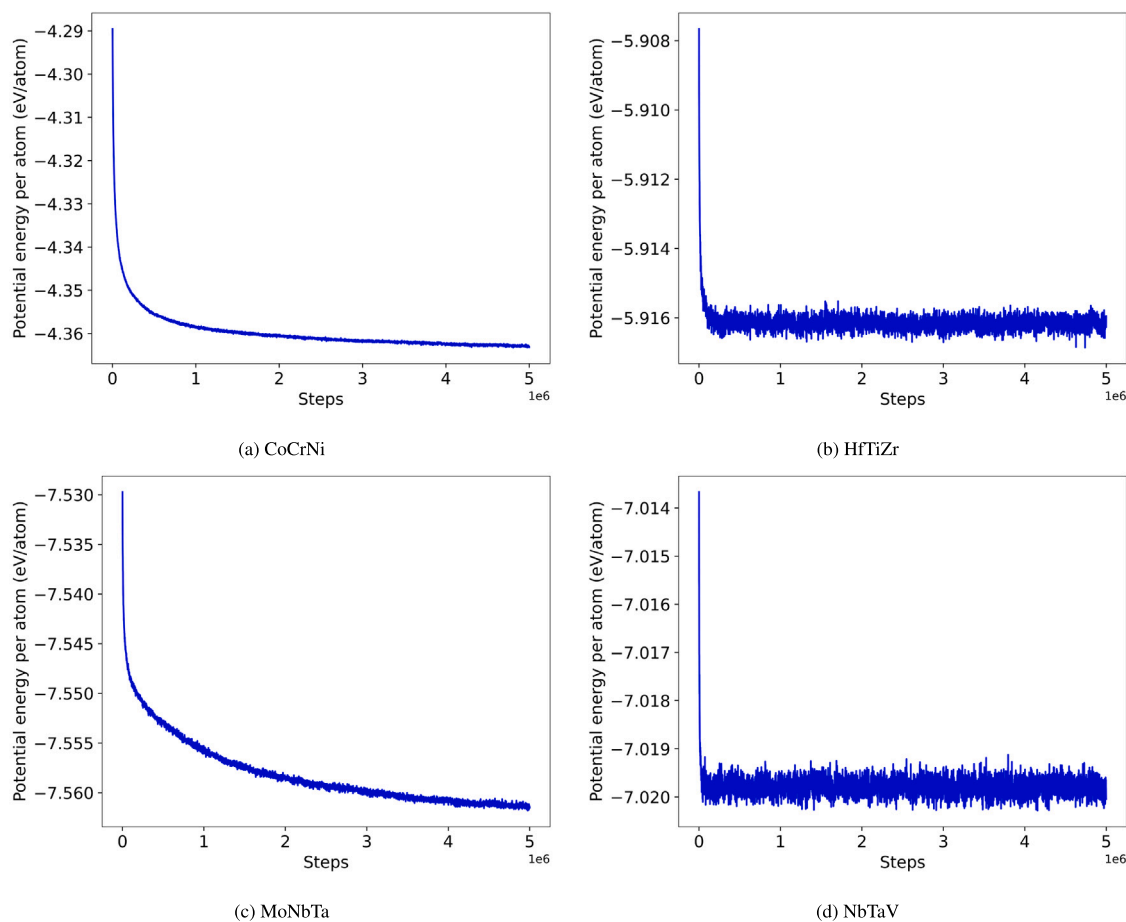 Potential energy per atom (eV/atom)
−4.29
−4.30
−4.31
−4.32
−4.33
−4.34
−4.35
−4.36
0 1 2 3 4 5
1e6
Steps
(a) CoCrNi
Potential energy per atom (eV/atom)
−5.908
−5.910
−5.912
−5.914
−5.916
0 1 2 3 4 5
1e6
Steps
(b) HfTiZr
Potential energy per atom (eV/atom)
−7.530
−7.535
−7.540
−7.545
−7.550
−7.555
−7.560
0 1 2 3 4 5
1e6
Steps
(c) MoNbTa
Potential energy per atom (eV/atom)
−7.014
−7.015
−7.016
−7.017
−7.018
−7.019
−7.020
0 1 2 3 4 5
1e6
Steps
(d) NbTaV